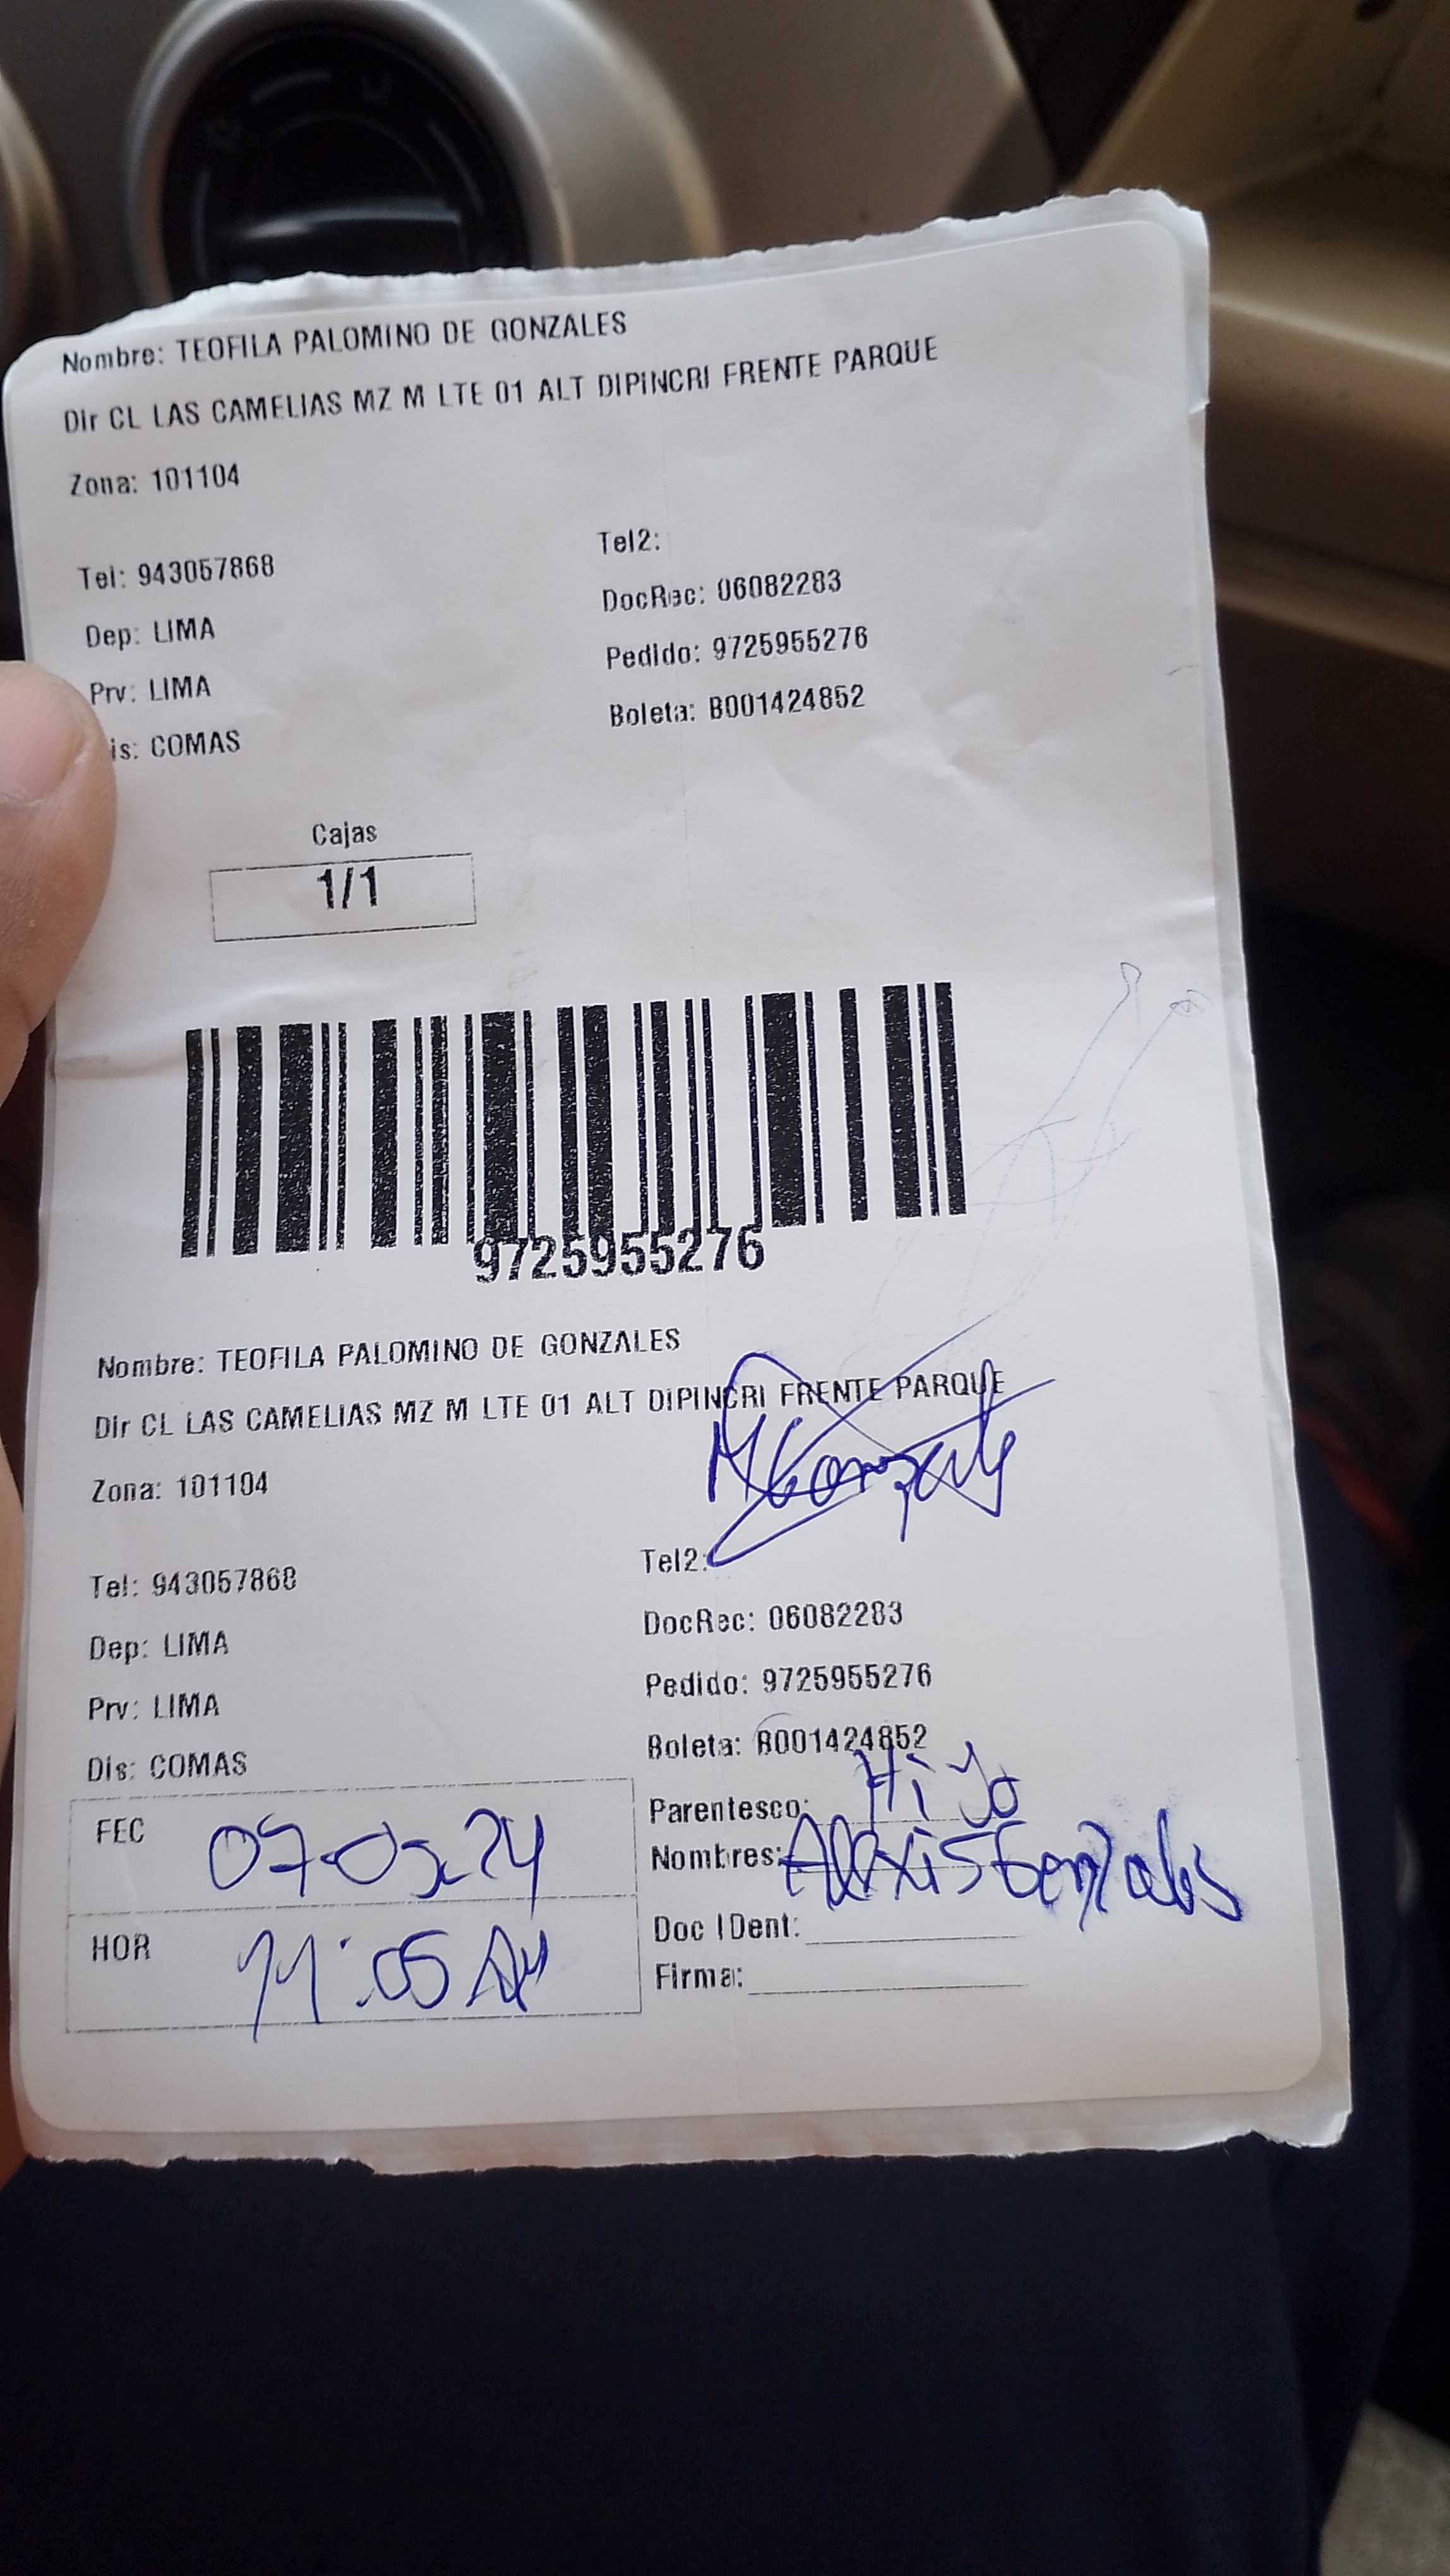 Nombre: TEOFILA PALOMINO DE GONZALES
Dir CL LAS CAMELIAS MZ M LTE 01 ALT DIPINCRI FRENTE PARQUE
Zona: 101104
Tel: 943057868
Tel2:
DocRec: 06082283
Dep: LIMA
Pedido: 9725955276
Prv: LIMA
Boleta: B001424852
is: COMAS
Cajas
1/1
9725955276
Nombre: TEOFILA PALOMINO DE GONZALES
Dir CL LAS CAMELIAS MZ M LTE 01 ALT DIPINCRI FRENTE PARQUE
Zona: 101104
Tel: 943057868
Tel2:
DocRec: 06082283
Dep: LIMA
Pedido: 9725955276
Prv: LIMA
Boleta: B001424852
Dis: COMAS
Parentesco: Hijo
FEC
Nombres: Alexis Gonzales
HOR 11:05 AM
Doc IDent:
Firma: